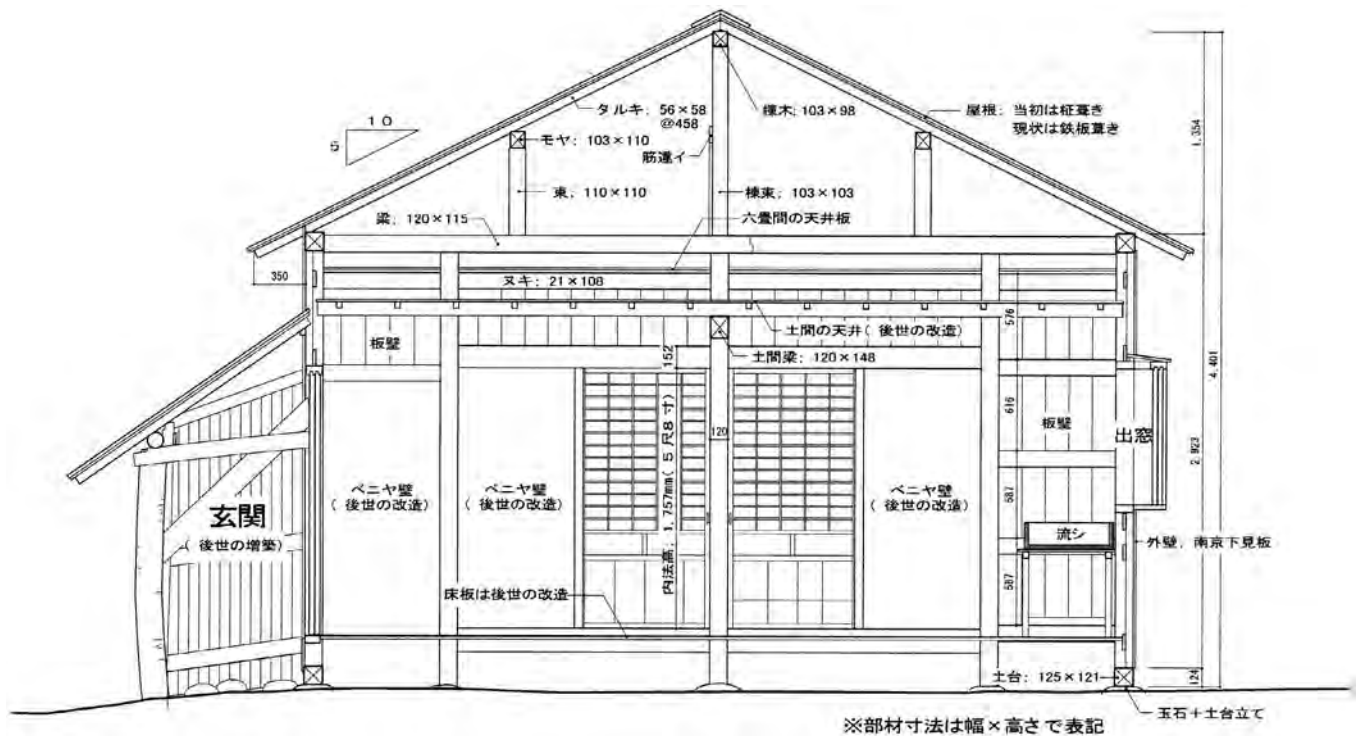 タルキ: 56×58
@458
棟木: 103×98
屋根: 当初は柾葺き
現状は鉄板葺き
10
5
モヤ: 103×110
筋違イ
1,354
束, 110×110
棟束: 103×103
梁, 120×115
六畳間の天井板
350
ヌキ: 21×108
576
土間の天井( 後世の改造)
板壁
152
土間梁: 120×148
4,401
616
板壁
出窓
2,923
120
内法高, 1,757mm( 5尺8寸)
ベニヤ壁
( 後世の改造)
ベニヤ壁
( 後世の改造)
ベニヤ壁
( 後世の改造)
玄関
( 後世の増築)
587
流シ
外壁, 南京下見板
587
床板は後世の改造
土台: 125×121
124
玉石+土台立て
※部材寸法は幅×高さで表記